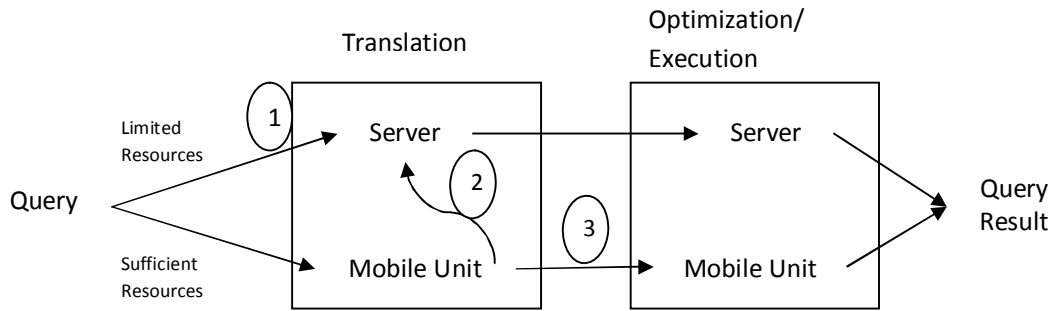 Optimization/
Execution
Translation
1
Limited
Resources
Server
Server
2
Query
Query
Result
3
Sufficient
Resources
Mobile Unit
Mobile Unit